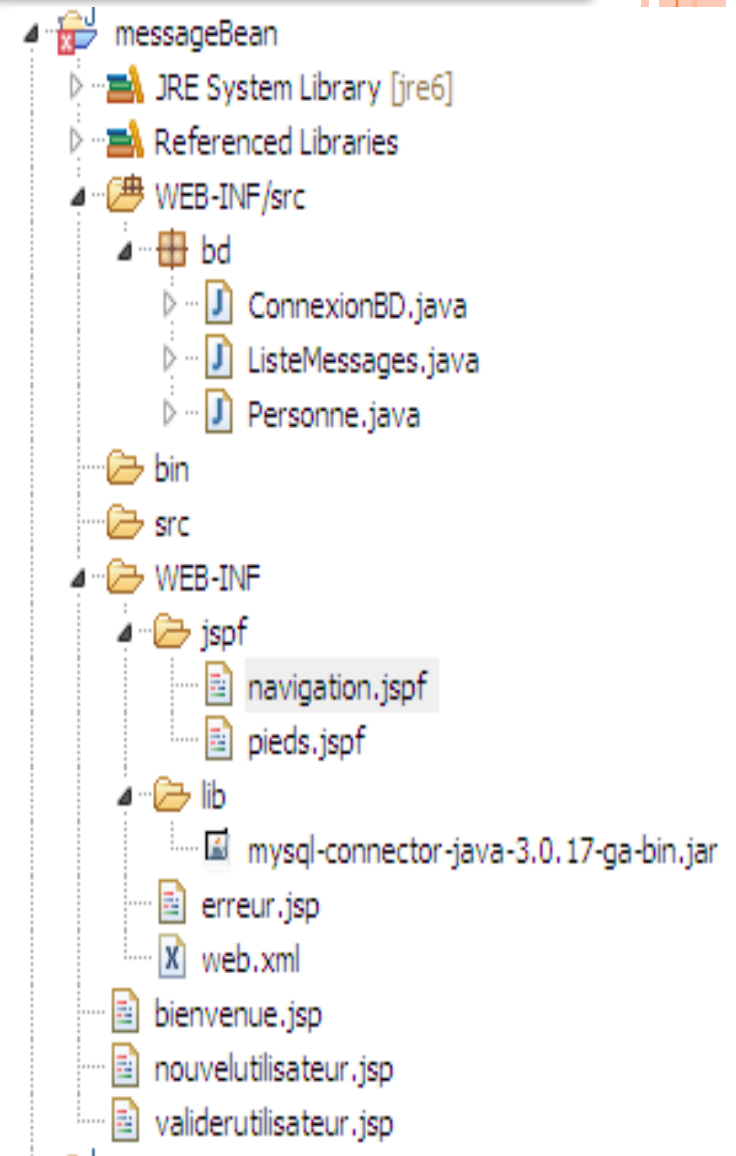 messageBean
JRE System Library [jre6]
Referenced Libraries
WEB-INF/src
bd
ConnexionBD.java
ListeMessages.java
Personne.java
bin
src
WEB-INF
jspf
navigation.jspf
pieds.jspf
lib
mysql-connector-java-3.0.17-ga-bin.jar
erreur.jsp
web.xml
bienvenue.jsp
nouvelutilisateur.jsp
validerutilisateur.jsp